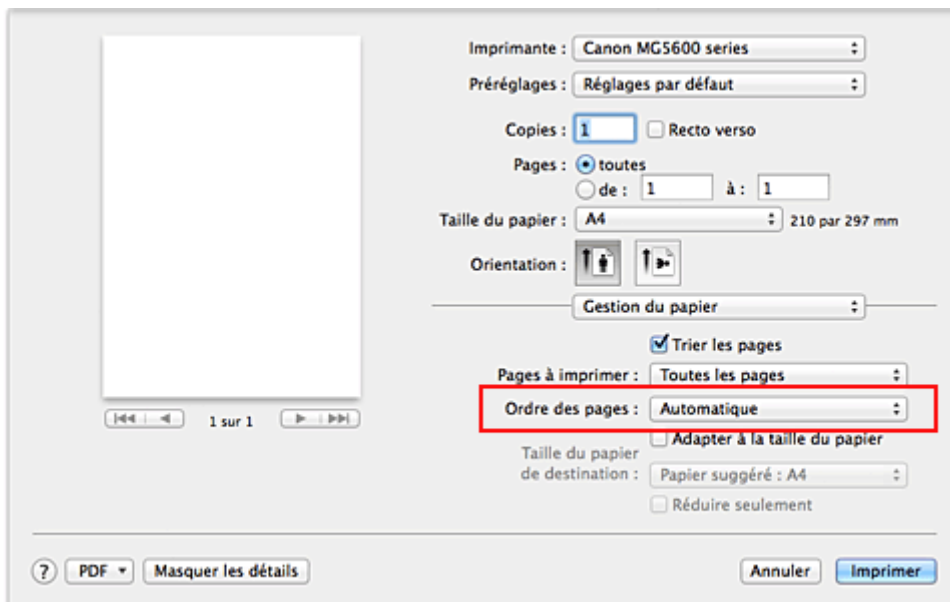 Imprimante : Canon MG5600 series
Préréglages : Réglages par défaut
Copies : 1 Recto verso
Pages : toutes
de : 1 à : 1
Taille du papier : A4 210 par 297 mm
Orientation :
Gestion du papier
Trier les pages
Pages à imprimer : Toutes les pages
Ordre des pages : Automatique
Adapter à la taille du papier
Taille du papier
de destination : Papier suggéré : A4
Réduire seulement
1 sur 1
? PDF Masquer les détails Annuler Imprimer